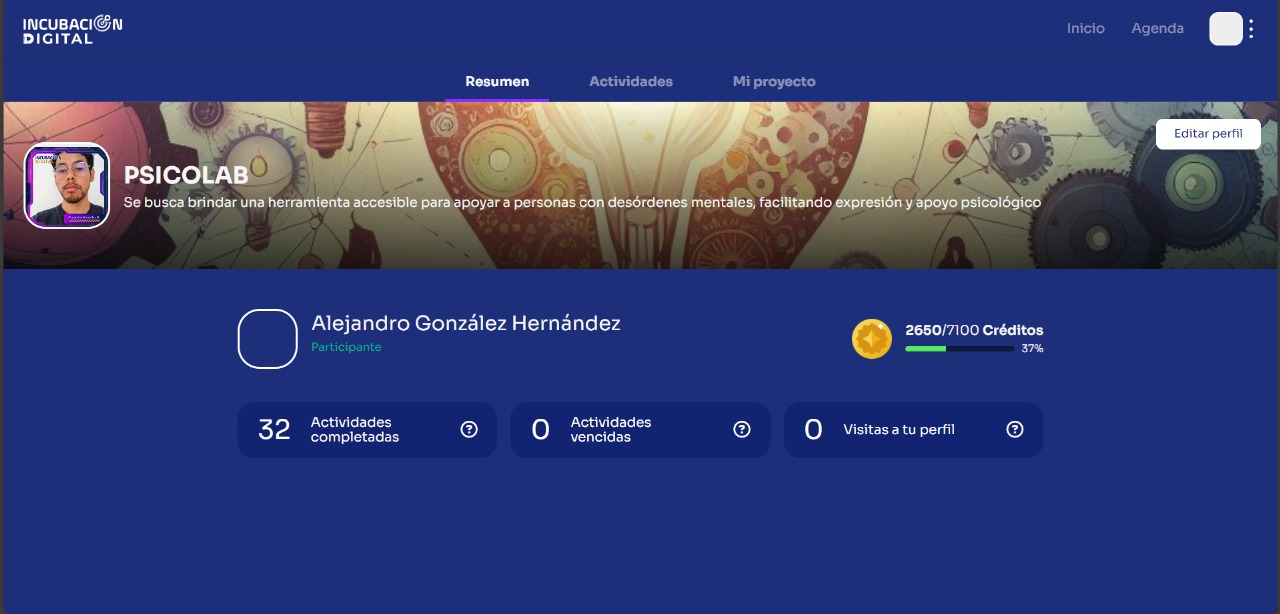 INCUBACIÓN
DIGITAL
Inicio
Agenda
Resumen
Actividades
Mi proyecto
Editar perfil
PSICOLAB
Se busca brindar una herramienta accesible para apoyar a personas con desórdenes mentales, facilitando expresión y apoyo psicológico
Alejandro González Hernández
Participante
2650/7100 Créditos
37%
32
Actividades
completadas
?
0
Actividades
vencidas
?
0
Visitas a tu perfil
?